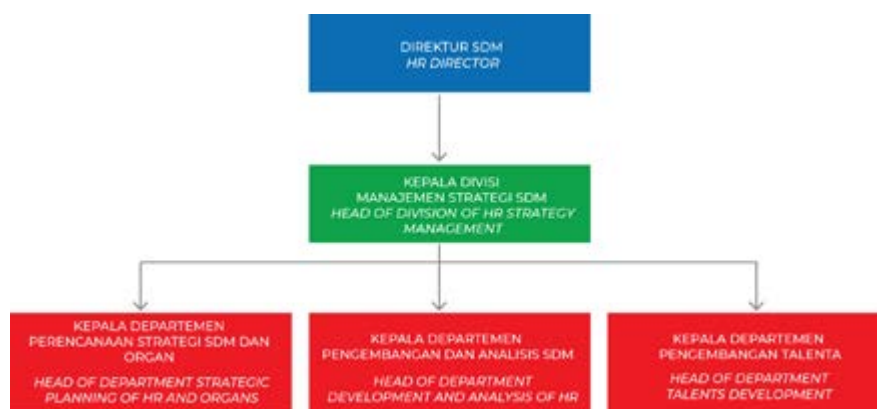 DIREKTUR SDM
HR DIRECTOR
KEPALA DIVISI
MANAJEMEN STRATEGI SDM
HEAD OF DIVISION OF HR STRATEGY
MANAGEMENT
KEPALA DEPARTEMEN
PERENCANAAN STRATEGI SDM DAN
ORGAN
HEAD OF DEPARTMENT STRATEGIC
PLANNING OF HR AND ORGANS
KEPALA DEPARTEMEN
PENGEMBANGAN DAN ANALISIS SDM
HEAD OF DEPARTMENT
DEVELOPMENT AND ANALYSIS OF HR
KEPALA DEPARTEMEN
PENGEMBANGAN TALENTA
HEAD OF DEPARTMENT
TALENTS DEVELOPMENT